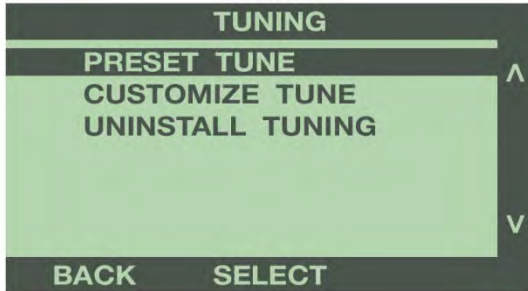 TUNING
PRESET TUNE
CUSTOMIZE TUNE
UNINSTALL TUNING
BACK SELECT